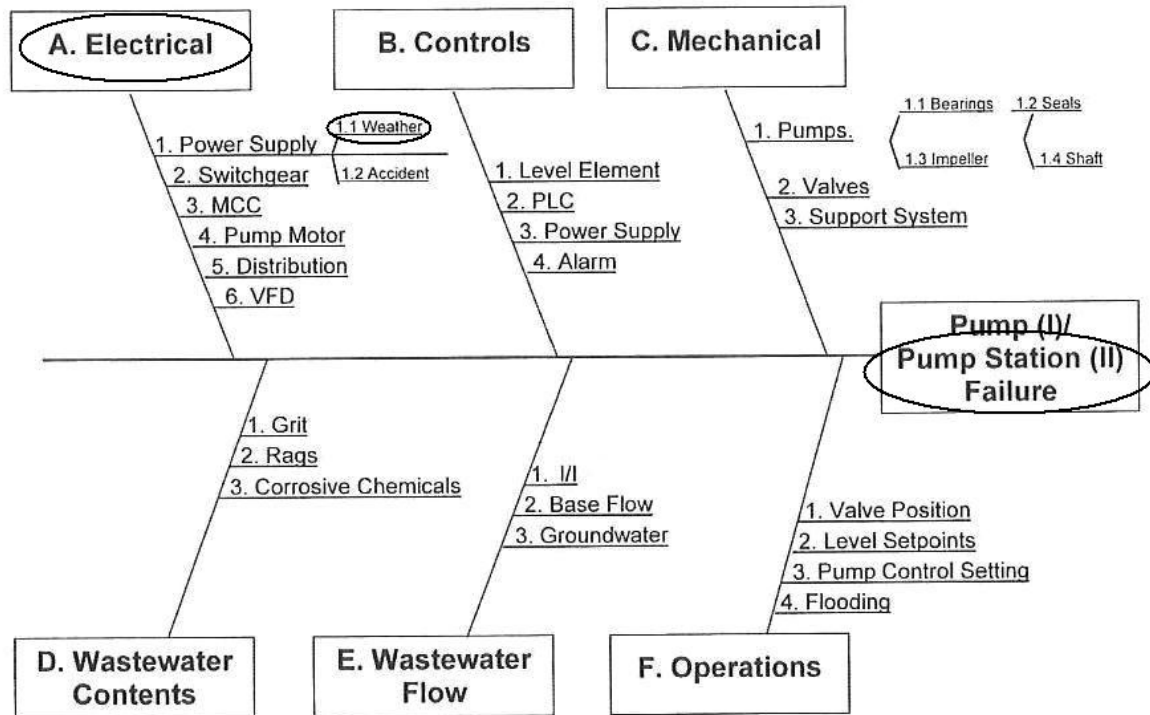 A. Electrical
B. Controls
C. Mechanical
1. Power Supply
1.1 Weather
1.2 Accident
2. Switchgear
3. MCC
4. Pump Motor
5. Distribution
6. VFD
1. Level Element
2. PLC
3. Power Supply
4. Alarm
1. Pumps.
1.1 Bearings
1.2 Seals
1.3 Impeller
1.4 Shaft
2. Valves
3. Support System
Pump (I)/
Pump Station (II)
Failure
1. Grit
2. Rags
3. Corrosive Chemicals
1. I/I
2. Base Flow
3. Groundwater
1. Valve Position
2. Level Setpoints
3. Pump Control Setting
4. Flooding
D. Wastewater
Contents
E. Wastewater
Flow
F. Operations